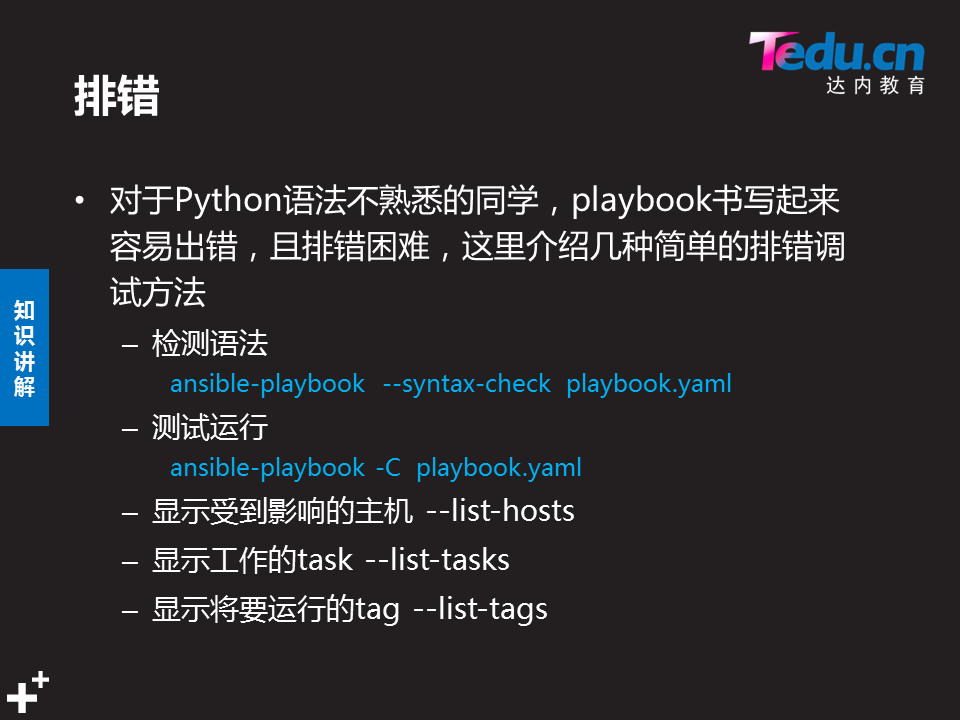 Tedu.cn
达内教育
排错
• 对于Python语法不熟悉的同学，playbook书写起来
容易出错，且排错困难，这里介绍几种简单的排错调
试方法
– 检测语法
ansible-playbook --syntax-check playbook.yaml
– 测试运行
ansible-playbook -C playbook.yaml
– 显示受到影响的主机 --list-hosts
– 显示工作的task --list-tasks
– 显示将要运行的tag --list-tags
知识讲解